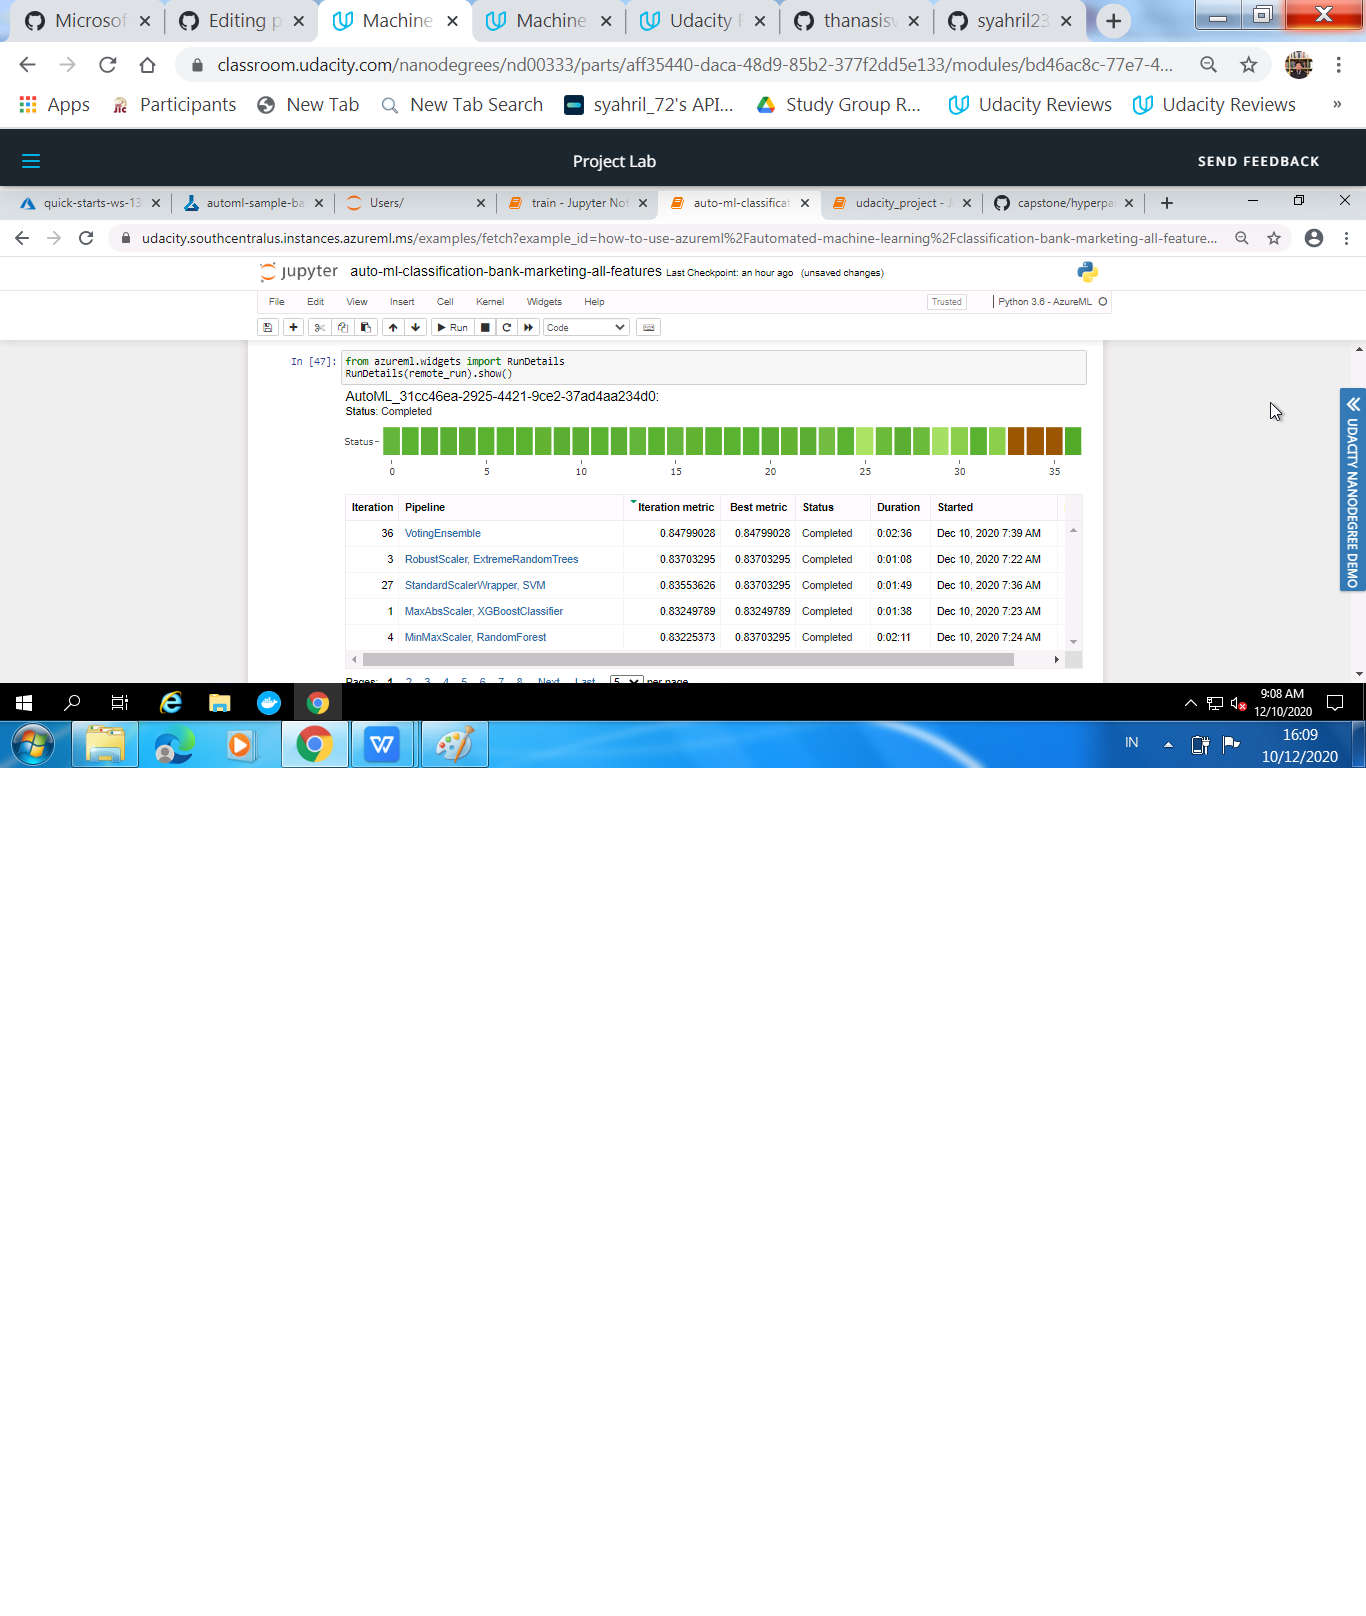 Microsof
Editing p
Machine
Machine
Udacity
thanasisv
syahril23
classroom.udacity.com/nanodegrees/nd00333/parts/aff35440-daca-48d9-85b2-377f2dd5e133/modules/bd46ac8c-77e7-4...
Apps
Participants
New Tab
New Tab Search
syahril_72's API...
Study Group R...
Udacity Reviews
Udacity Reviews
»
Project Lab
SEND FEEDBACK
quick-starts-ws-13
automl-sample-ba
Users/
train - Jupyter Not
auto-ml-classificat
udacity_project - J
capstone/hyperpa
udacity.southcentralus.instances.azureml.ms/examples/fetch?example_id=how-to-use-azureml%2Fautomated-machine-learning%2Fclassification-bank-marketing-all-feature...
jupyter auto-ml-classification-bank-marketing-all-features Last Checkpoint: an hour ago (unsaved changes)
File Edit View Insert Cell Kernel Widgets Help
Trusted
Python 3.6 - AzureML
Run
Code
In [47]: from azureml.widgets import RunDetails
RunDetails(remote_run).show()
AutoML_31cc46ea-2925-4421-9ce2-37ad4aa234d0:
Status: Completed
Status
0 5 10 15 20 25 30 35
Iteration Pipeline Iteration metric Best metric Status Duration Started
36 VotingEnsemble 0.84799028 0.84799028 Completed 0:02:36 Dec 10, 2020 7:39 AM
3 RobustScaler, ExtremeRandomTrees 0.83703295 0.83703295 Completed 0:01:08 Dec 10, 2020 7:22 AM
27 StandardScalerWrapper, SVM 0.83553626 0.83703295 Completed 0:01:49 Dec 10, 2020 7:36 AM
1 MaxAbsScaler, XGBoostClassifier 0.83249789 0.83249789 Completed 0:01:38 Dec 10, 2020 7:23 AM
4 MinMaxScaler, RandomForest 0.83225373 0.83703295 Completed 0:02:11 Dec 10, 2020 7:24 AM
Pages: 1 2 3 4 5 6 7 8 Next Last 5 per page
UDACITY NANODEGREE DEMO
9:08 AM
12/10/2020
IN
16:09
10/12/2020